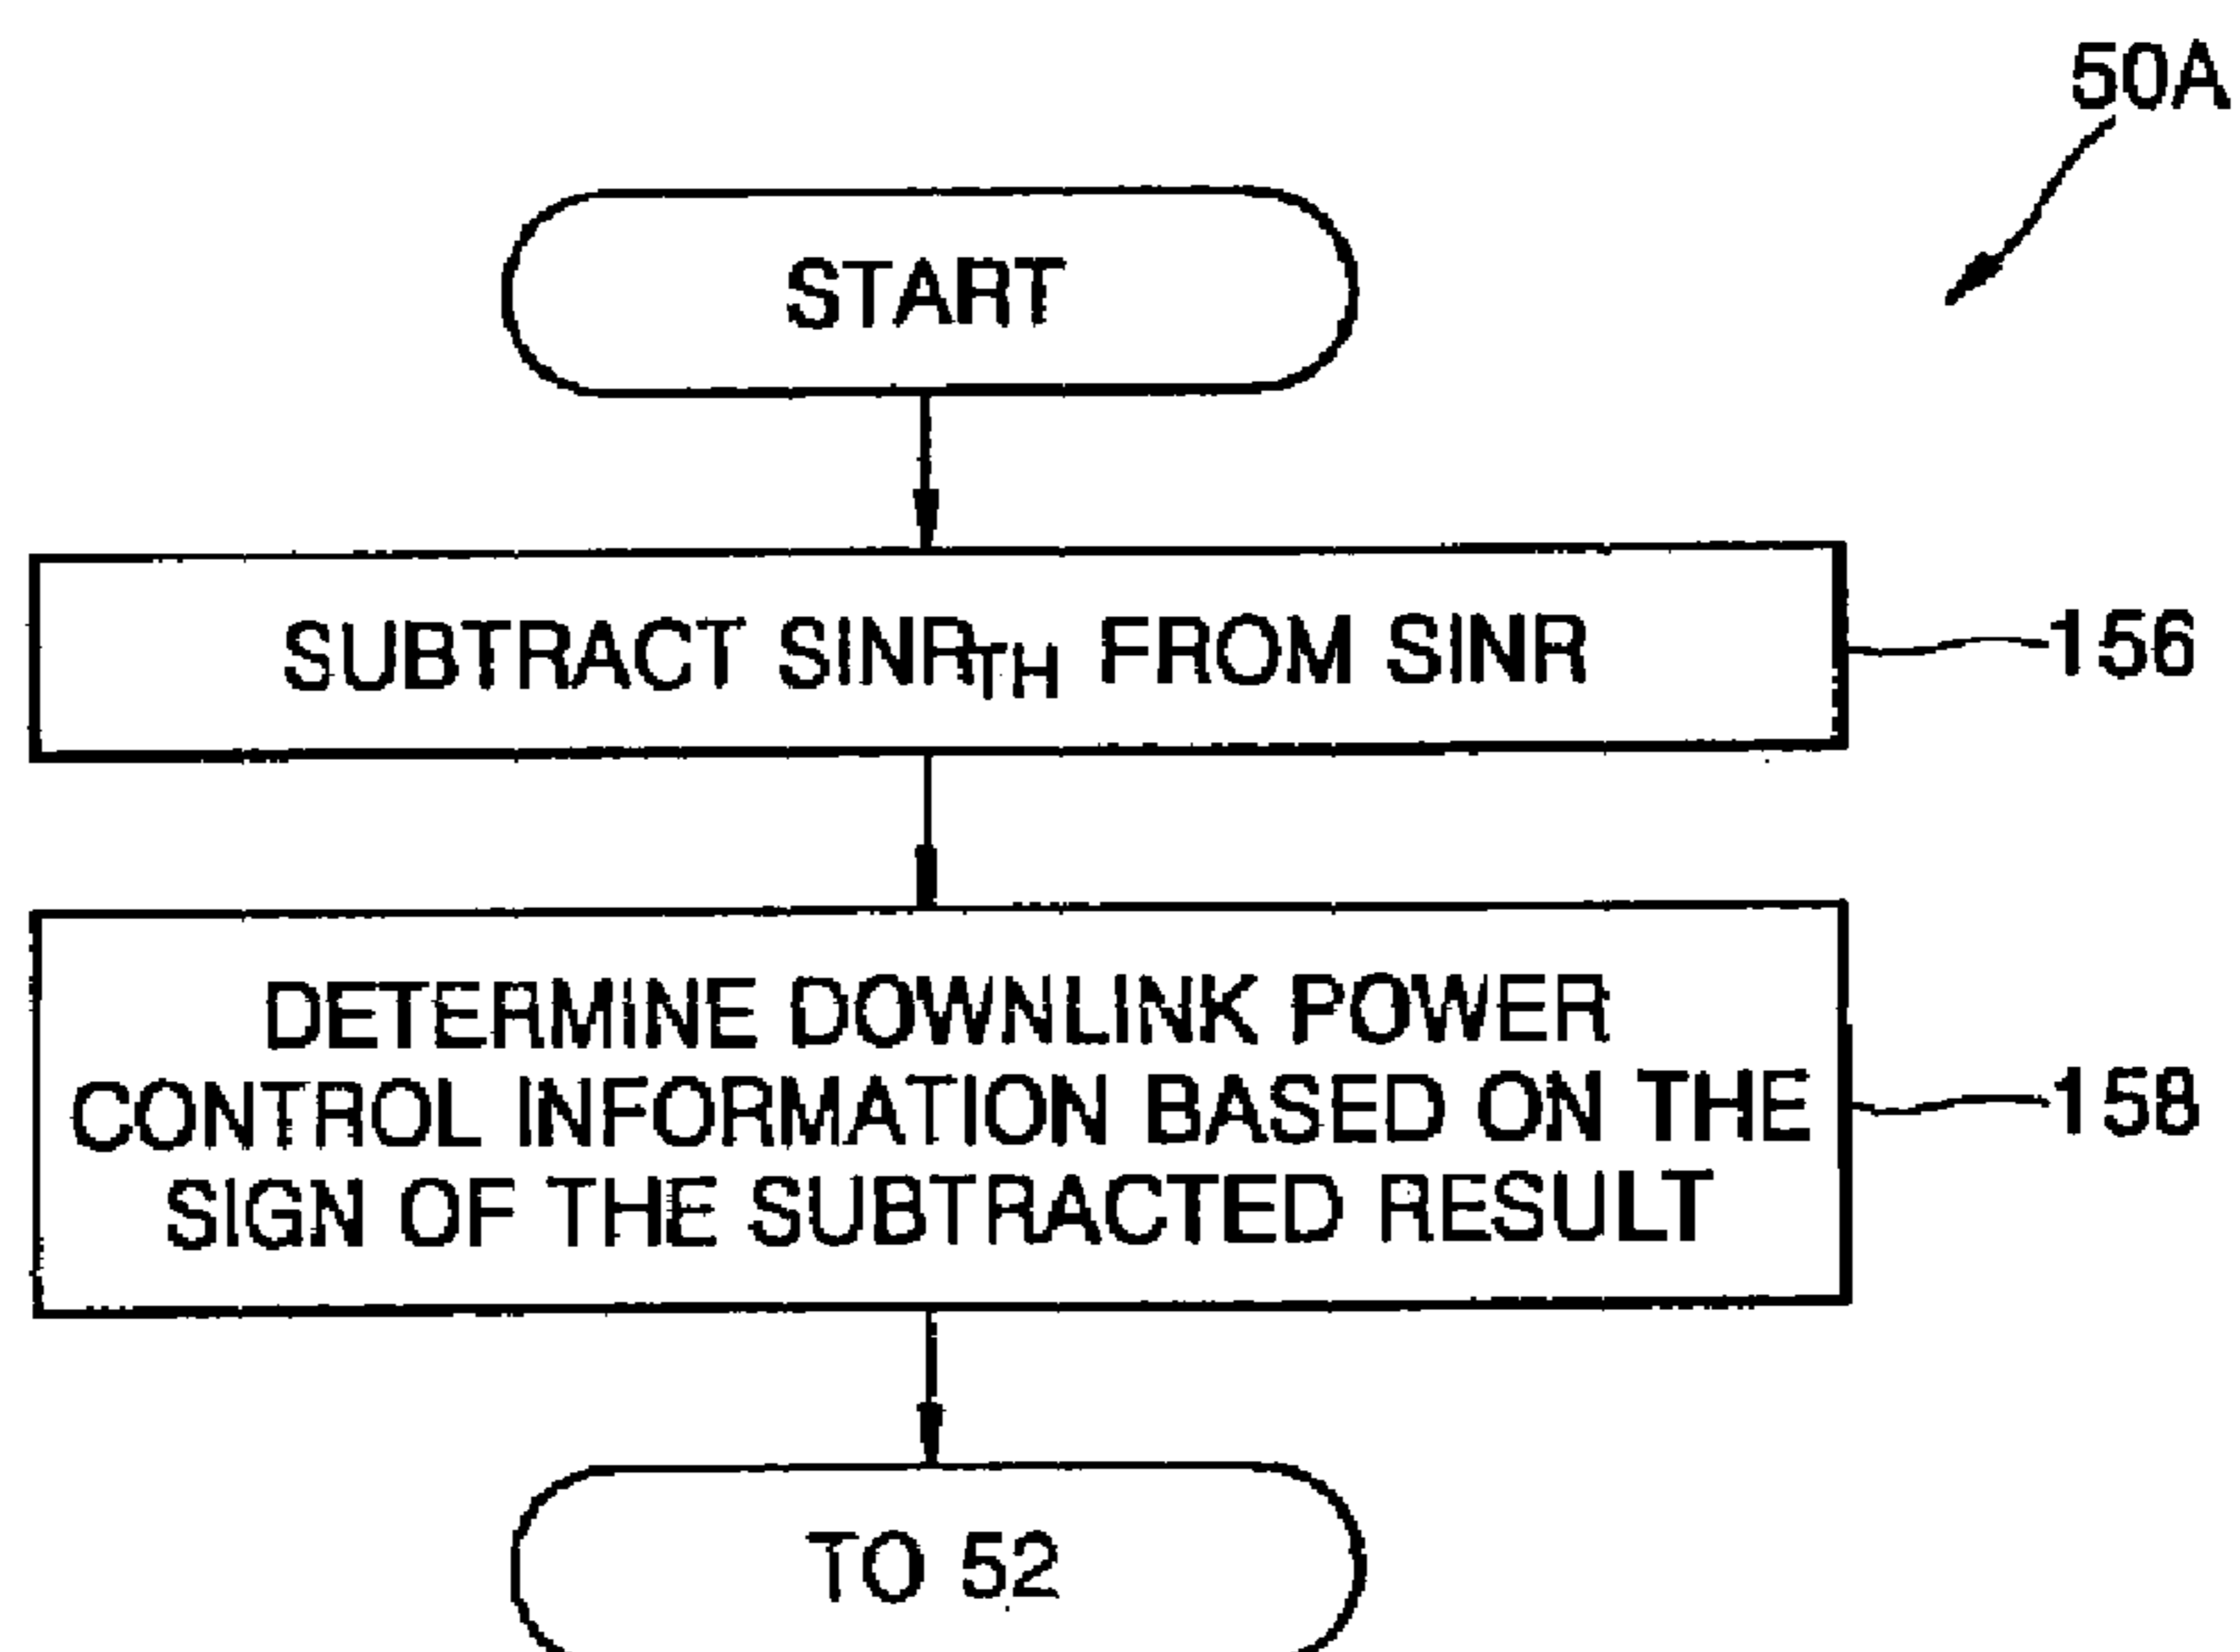 50A
START
SUBTRACT SINR_TH FROM SINR
156
DETERMINE DOWNLINK POWER
CONTROL INFORMATION BASED ON THE
SIGN OF THE SUBTRACTED RESULT
158
TO 52